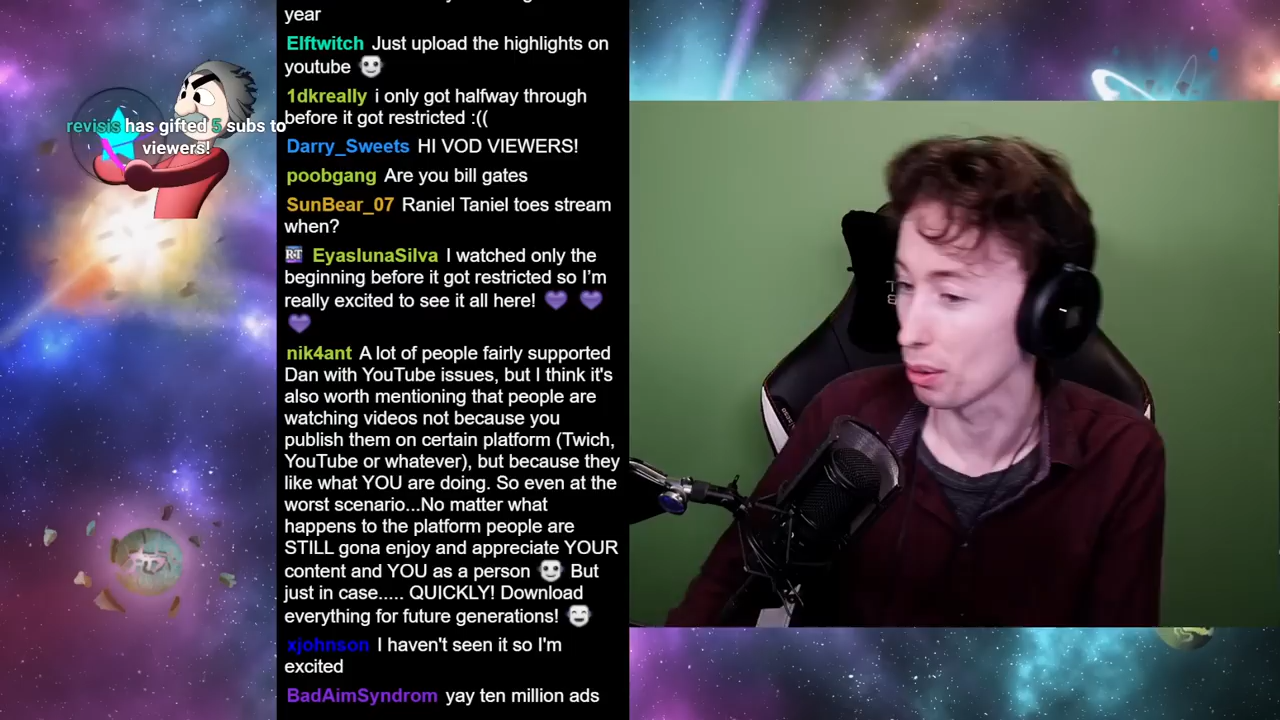 year
Elftwitch Just upload the highlights on
youtube
1dkreally i only got halfway through
before it got restricted :((
revisis has gifted 5 subs to
viewers!
Darry_Sweets HI VOD VIEWERS!
poobgang Are you bill gates
SunBear_07 Raniel Taniel toes stream
when?
RT EyaslunaSilva I watched only the
beginning before it got restricted so I'm
really excited to see it all here!
nik4ant A lot of people fairly supported
Dan with YouTube issues, but I think it's
also worth mentioning that people are
watching videos not because you
publish them on certain platform (Twich,
YouTube or whatever), but because they
like what YOU are doing. So even at the
worst scenario...No matter what
happens to the platform people are
STILL gona enjoy and appreciate YOUR
content and YOU as a person But
just in case..... QUICKLY! Download
everything for future generations!
xjohnson I haven't seen it so I'm
excited
BadAimSyndrom yay ten million ads